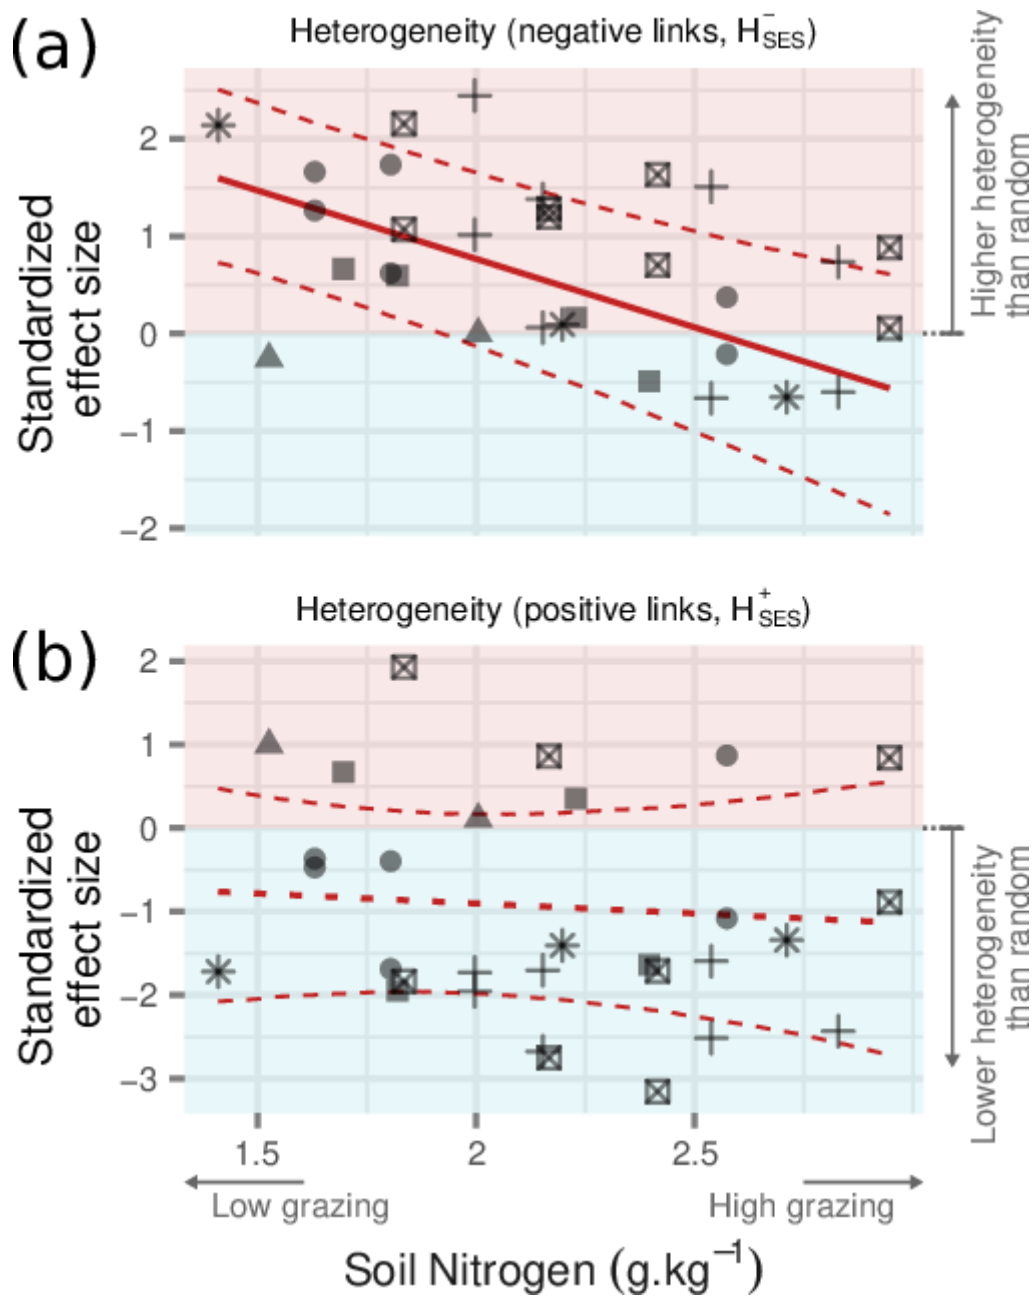 (a)
Heterogeneity (negative links, H⁻SES)
2
1
0
−1
−2
Standardized
effect size
Higher heterogeneity
than random
(b)
Heterogeneity (positive links, H⁺SES)
2
1
0
−1
−2
−3
Standardized
effect size
Lower heterogeneity
than random
1.5 2 2.5
Low grazing High grazing
Soil Nitrogen (g.kg⁻¹)